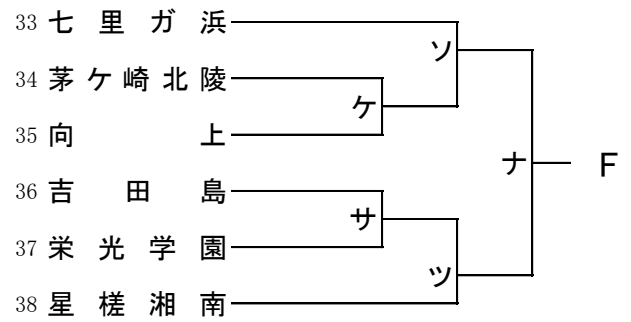 33 七里ガ浜
ソ
34 茅ケ崎北陵
ケ
35 向上
ナ F
36 吉田島
サ
37 栄光学園
ツ
38 星槎湘南